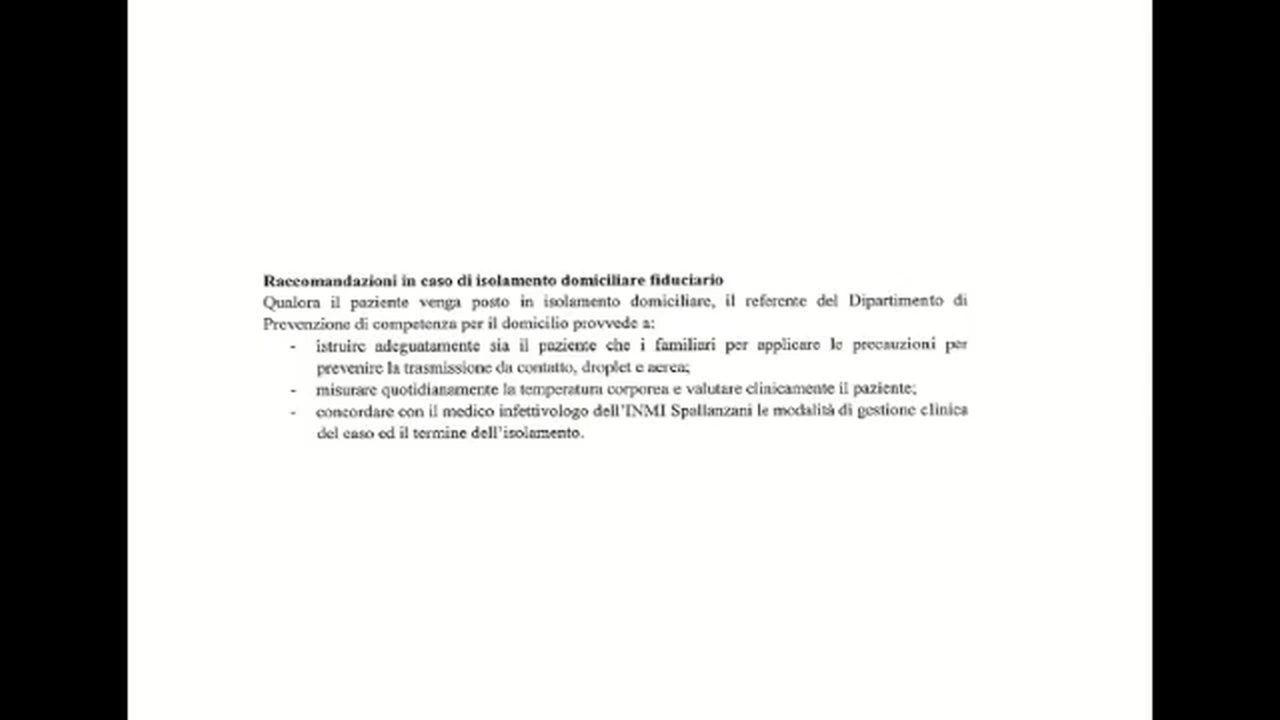 Raccomandazioni in caso di isolamento domiciliare fiduciario
Qualora il paziente venga posto in isolamento domiciliare, il referente del Dipartimento di
Prevenzione di competenza per il domicilio provvede a:
- istruire adeguatamente sia il paziente che i familiari per applicare le precauzioni per
prevenire la trasmissione da contatto, droplet e aerea;
- misurare quotidianamente la temperatura corporea e valutare clinicamente il paziente;
- concordare con il medico infettivologo dell'INMI Spallanzani le modalità di gestione clinica
del caso ed il termine dell'isolamento.